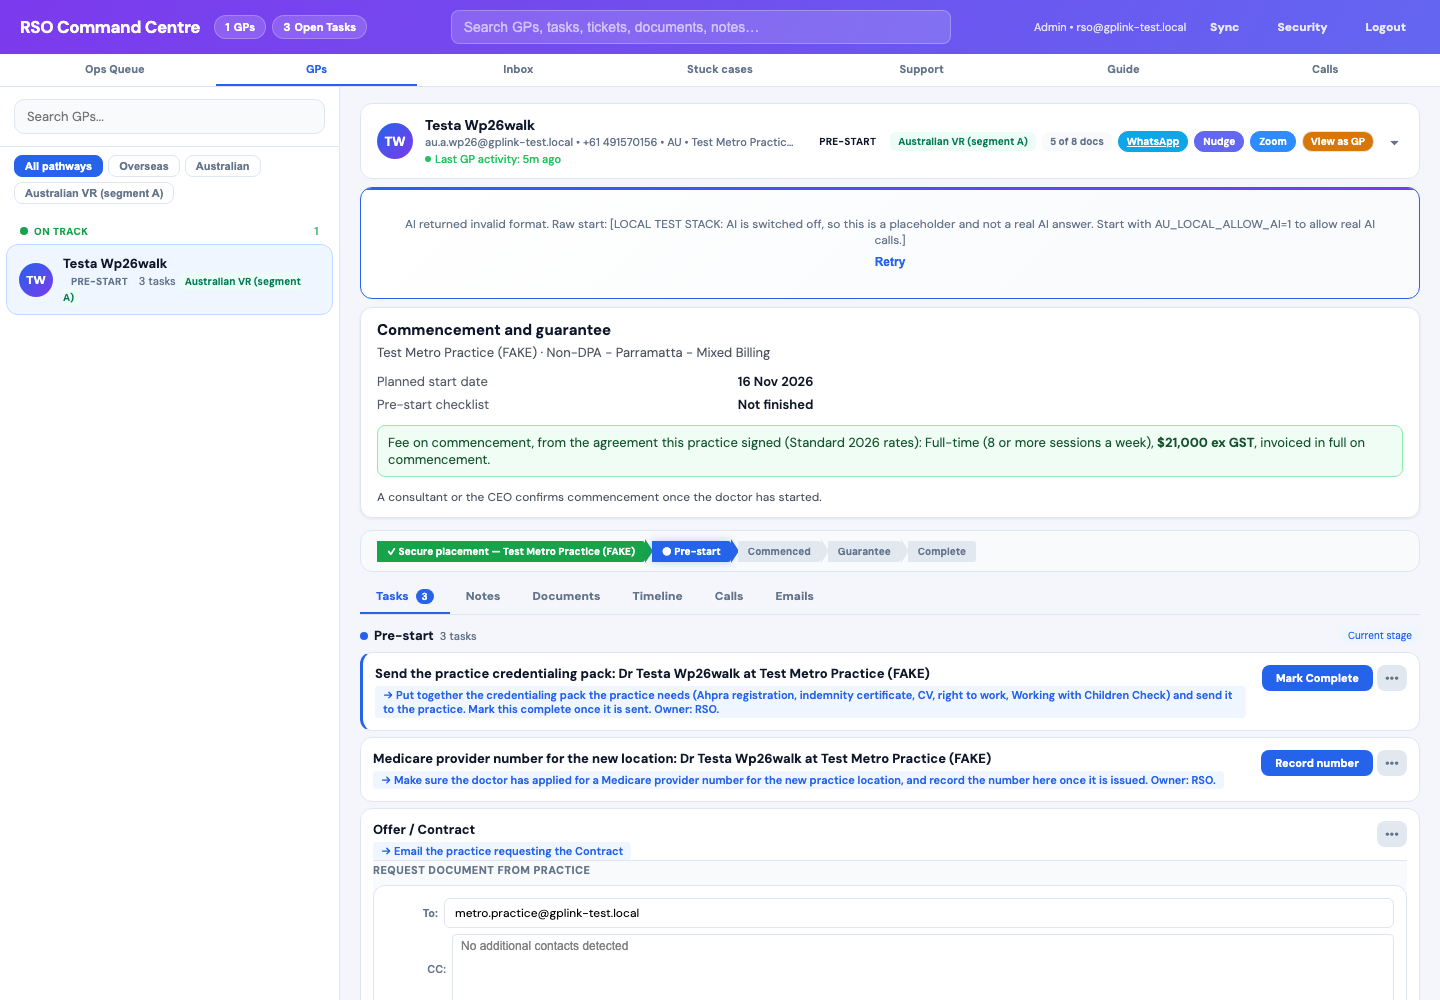 RSO Command Centre
1 GPs
3 Open Tasks
Search GPs, tasks, tickets, documents, notes...
Admin • rso@gplink-test.local
Sync
Security
Logout
Ops Queue
GPs
Inbox
Stuck cases
Support
Guide
Calls
Search GPs...
All pathways
Overseas
Australian
Australian VR (segment A)
ON TRACK
1
TW
Testa Wp26walk
PRE-START 3 tasks Australian VR (segment
A)
TW
Testa Wp26walk
au.a.wp26@gplink-test.local • +61 491570156 • AU • Test Metro Practic...
Last GP activity: 5m ago
PRE-START
Australian VR (segment A)
5 of 8 docs
WhatsApp
Nudge
Zoom
View as GP
AI returned invalid format. Raw start: [LOCAL TEST STACK: AI is switched off, so this is a placeholder and not a real AI answer. Start with AU_LOCAL_ALLOW_AI=1 to allow real AI
calls.]
Retry
Commencement and guarantee
Test Metro Practice (FAKE) · Non-DPA - Parramatta - Mixed Billing
Planned start date 16 Nov 2026
Pre-start checklist Not finished
Fee on commencement, from the agreement this practice signed (Standard 2026 rates): Full-time (8 or more sessions a week), $21,000 ex GST, invoiced in full on
commencement.
A consultant or the CEO confirms commencement once the doctor has started.
✓ Secure placement — Test Metro Practice (FAKE)
Pre-start
Commenced
Guarantee
Complete
Tasks 3
Notes
Documents
Timeline
Calls
Emails
Pre-start 3 tasks
Current stage
Send the practice credentialing pack: Dr Testa Wp26walk at Test Metro Practice (FAKE)
→ Put together the credentialing pack the practice needs (Ahpra registration, indemnity certificate, CV, right to work, Working with Children Check) and send it
to the practice. Mark this complete once it is sent. Owner: RSO.
Mark Complete
•••
Medicare provider number for the new location: Dr Testa Wp26walk at Test Metro Practice (FAKE)
→ Make sure the doctor has applied for a Medicare provider number for the new practice location, and record the number here once it is issued. Owner: RSO.
Record number
•••
Offer / Contract
→ Email the practice requesting the Contract
•••
REQUEST DOCUMENT FROM PRACTICE
To: metro.practice@gplink-test.local
No additional contacts detected
CC: